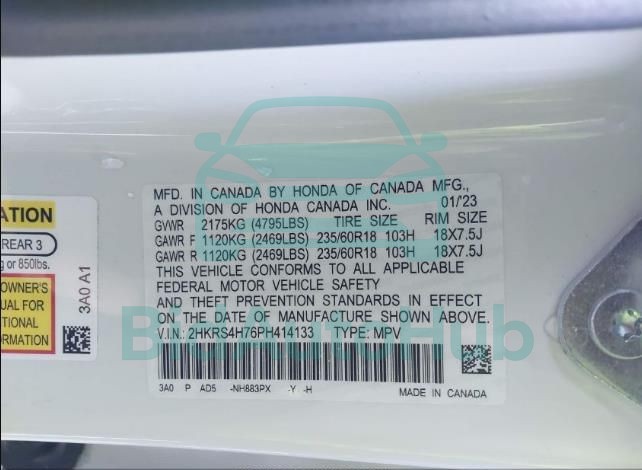 MFD. IN CANADA BY HONDA OF CANADA MFG.,
A DIVISION OF HONDA CANADA INC. 01/'23
GVWR 2175KG (4795LBS) TIRE SIZE RIM SIZE
GAWR F 1120KG (2469LBS) 235/60R18 103H 18X7.5J
GAWR R 1120KG (2469LBS) 235/60R18 103H 18X7.5J
THIS VEHICLE CONFORMS TO ALL APPLICABLE
FEDERAL MOTOR VEHICLE SAFETY
AND THEFT PREVENTION STANDARDS IN EFFECT
ON THE DATE OF MANUFACTURE SHOWN ABOVE.
V.I.N.: 2HKRS4H76PH414133 TYPE: MPV
3A0 P AD5 -NH883PX -Y -H MADE IN CANADA
ATION
REAR 3
g or 850lbs.
OWNER'S
UAL FOR
TIONAL
MATION
3A0 A1
BidAutoHub